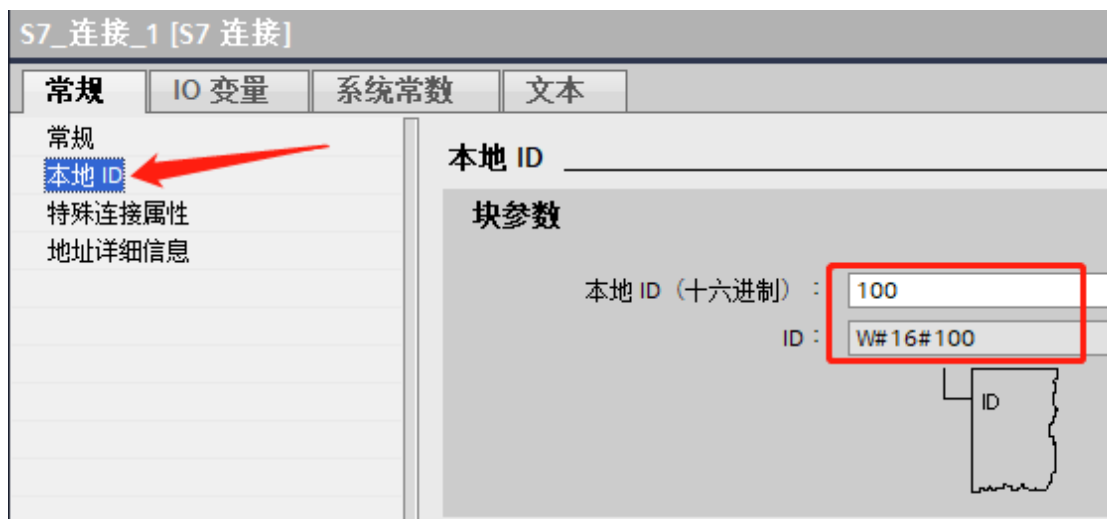 S7_连接_1 [S7 连接]
常规 IO 变量 系统常数 文本
常规
本地 ID
特殊连接属性
地址详细信息
本地 ID
块参数
本地 ID（十六进制）： 100
ID： W#16#100
ID